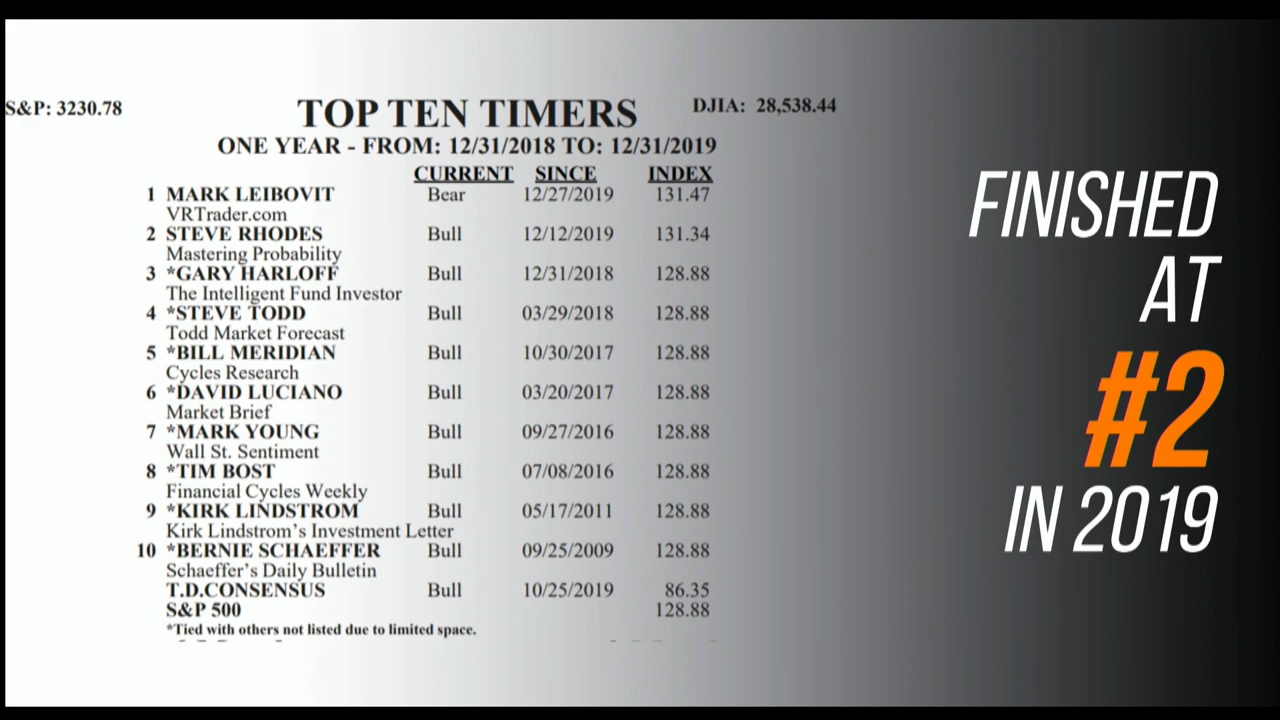 S&P: 3230.78
TOP TEN TIMERS
DJIA: 28,538.44
ONE YEAR - FROM: 12/31/2018 TO: 12/31/2019
CURRENT SINCE INDEX
1 MARK LEIBOVIT Bear 12/27/2019 131.47
VRTrader.com
2 STEVE RHODES Bull 12/12/2019 131.34
Mastering Probability
3 *GARY HARLOFF Bull 12/31/2018 128.88
The Intelligent Fund Investor
4 *STEVE TODD Bull 03/29/2018 128.88
Todd Market Forecast
5 *BILL MERIDIAN Bull 10/30/2017 128.88
Cycles Research
6 *DAVID LUCIANO Bull 03/20/2017 128.88
Market Brief
7 *MARK YOUNG Bull 09/27/2016 128.88
Wall St. Sentiment
8 *TIM BOST Bull 07/08/2016 128.88
Financial Cycles Weekly
9 *KIRK LINDSTROM Bull 05/17/2011 128.88
Kirk Lindstrom's Investment Letter
10 *BERNIE SCHAEFFER Bull 09/25/2009 128.88
Schaeffer's Daily Bulletin
T.D.CONSENSUS Bull 10/25/2019 86.35
S&P 500 128.88
*Tied with others not listed due to limited space.
FINISHED
AT
#2
IN 2019